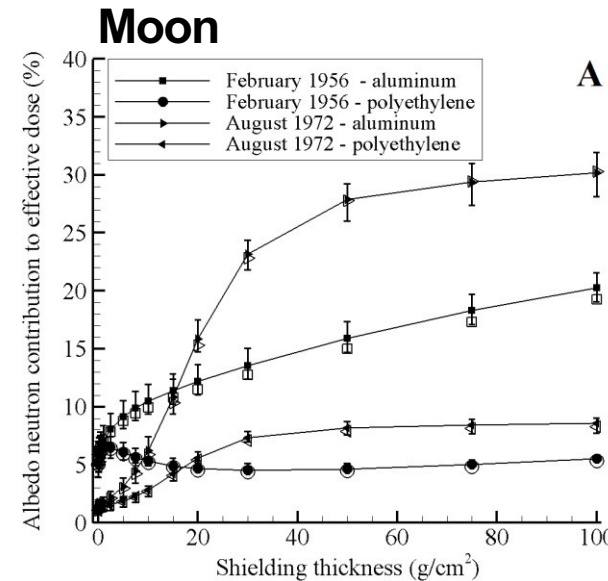 Moon
A
February 1956 - aluminum
February 1956 - polyethylene
August 1972 - aluminum
August 1972 - polyethylene
Albedo neutron contribution to effective dose (%)
40
35
30
25
20
15
10
5
0
0 20 40 60 80 100
Shielding thickness (g/cm²)